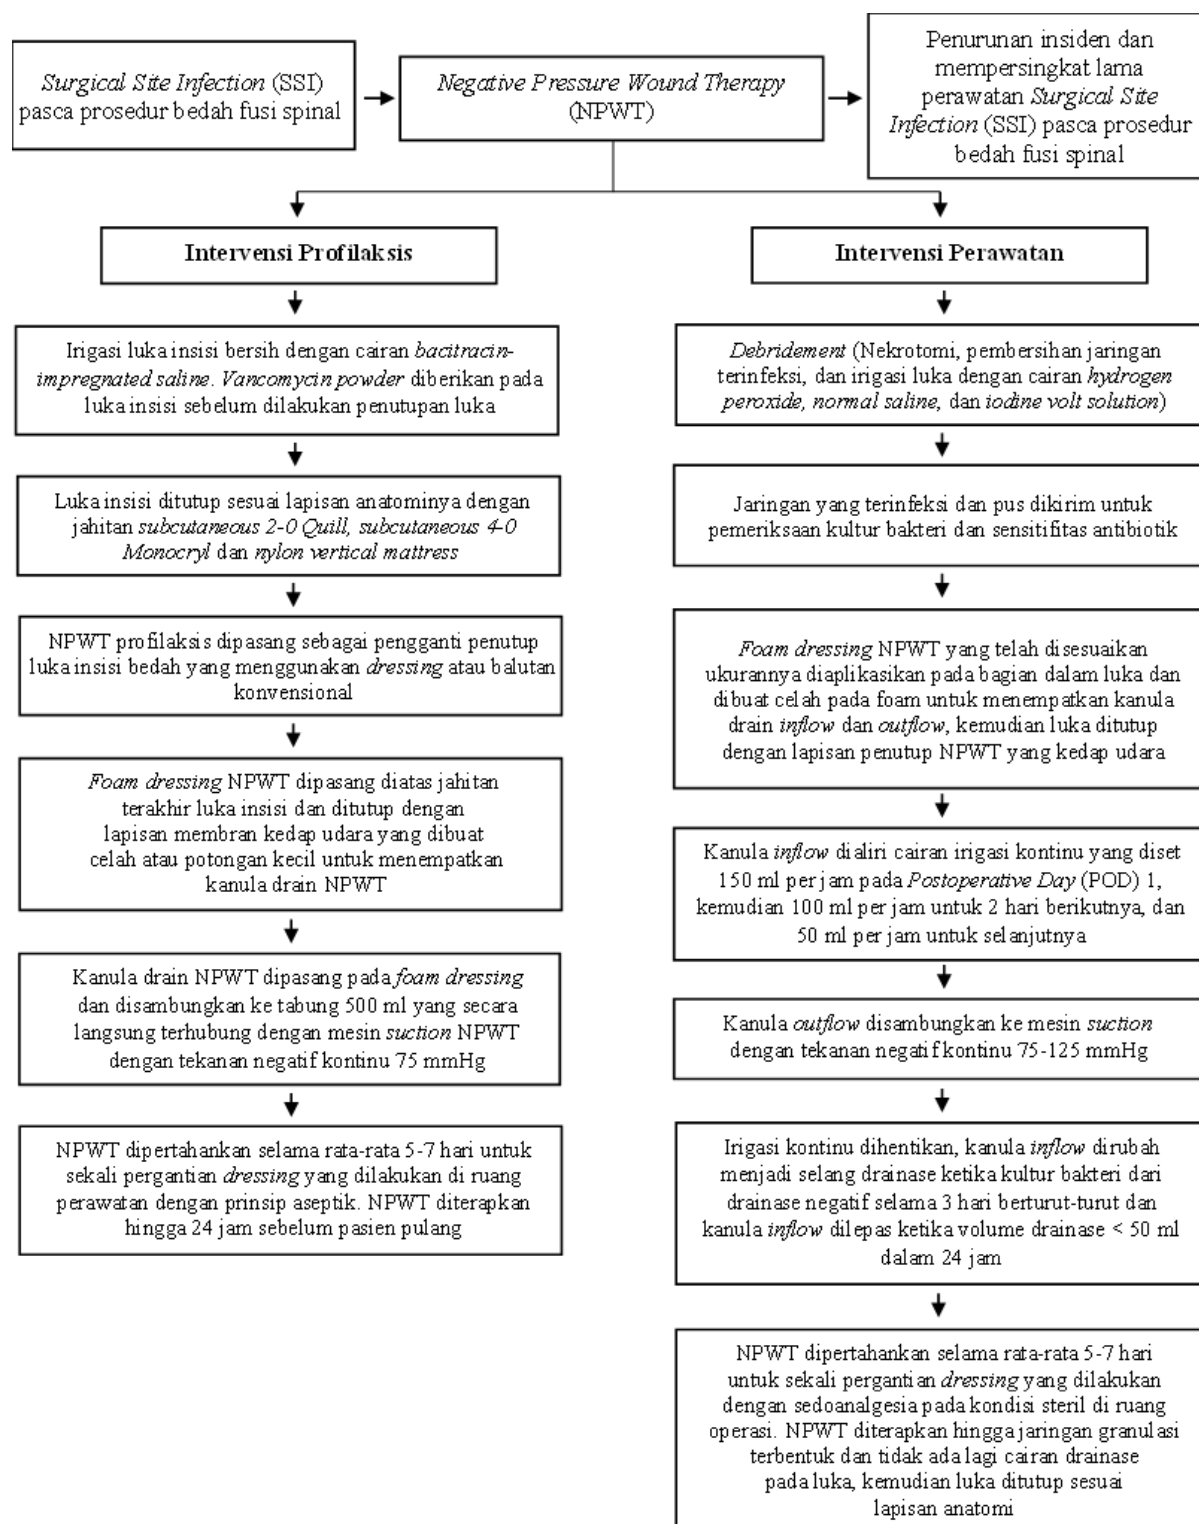 Surgical Site Infection (SSI)
pasca prosedur bedah fusi spinal
Negative Pressure Wound Therapy
(NPWT)
Penurunan insiden dan
mempersingkat lama
perawatan Surgical Site
Infection (SSI) pasca prosedur
bedah fusi spinal
Intervensi Profilaksis
Irigasi luka insisi bersih dengan cairan bacitracin-
impregnated saline. Vancomycin powder diberikan pada
luka insisi sebelum dilakukan penutupan luka
Luka insisi ditutup sesuai lapisan anatominya dengan
jahitan subcutaneous 2-0 Quill, subcutaneous 4-0
Monocryl dan nylon vertical mattress
NPWT profilaksis dipasang sebagai pengganti penutup
luka insisi bedah yang menggunakan dressing atau balutan
konvensional
Foam dressing NPWT dipasang diatas jahitan
terakhir luka insisi dan ditutup dengan
lapisan membran kedap udara yang dibuat
celah atau potongan kecil untuk menempatkan
kanula drain NPWT
Kanula drain NPWT dipasang pada foam dressing
dan disambungkan ke tabung 500 ml yang secara
langsung terhubung dengan mesin suction NPWT
dengan tekanan negatif kontinu 75 mmHg
NPWT dipertahankan selama rata-rata 5-7 hari untuk
sekali pergantian dressing yang dilakukan di ruang
perawatan dengan prinsip aseptik. NPWT diterapkan
hingga 24 jam sebelum pasien pulang
Intervensi Perawatan
Debridement (Nekrotomi, pembersihan jaringan
terinfeksi, dan irigasi luka dengan cairan hydrogen
peroxide, normal saline, dan iodine volt solution)
Jaringan yang terinfeksi dan pus dikirim untuk
pemeriksaan kultur bakteri dan sensitifitas antibiotik
Foam dressing NPWT yang telah disesuaikan
ukurannya diaplikasikan pada bagian dalam luka dan
dibuat celah pada foam untuk menempatkan kanula
drain inflow dan outflow, kemudian luka ditutup
dengan lapisan penutup NPWT yang kedap udara
Kanula inflow dialiri cairan irigasi kontinu yang diset
150 ml per jam pada Postoperative Day (POD) 1,
kemudian 100 ml per jam untuk 2 hari berikutnya, dan
50 ml per jam untuk selanjutnya
Kanula outflow disambungkan ke mesin suction
dengan tekanan negatif kontinu 75-125 mmHg
Irigasi kontinu dihentikan, kanula inflow dirubah
menjadi selang drainase ketika kultur bakteri dari
drainase negatif selama 3 hari berturut-turut dan
kanula inflow dilepas ketika volume drainase < 50 ml
dalam 24 jam
NPWT dipertahankan selama rata-rata 5-7 hari
untuk sekali pergantian dressing yang dilakukan
dengan sedoanalgesia pada kondisi steril di ruang
operasi. NPWT diterapkan hingga jaringan granulasi
terbentuk dan tidak ada lagi cairan drainase
pada luka, kemudian luka ditutup sesuai
lapisan anatomi